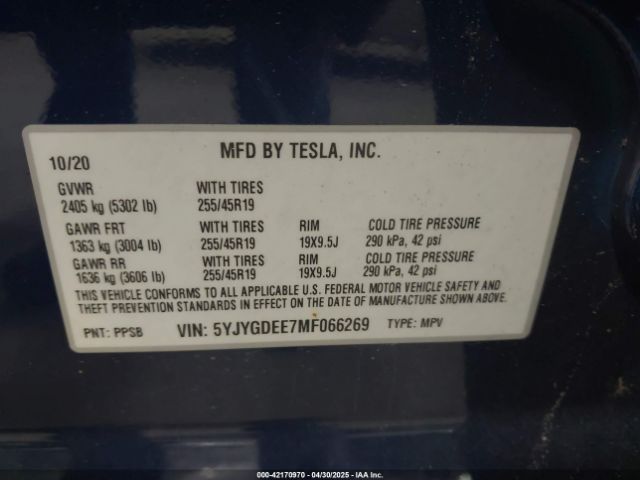 10/20 MFD BY TESLA, INC.
GVWR WITH TIRES
2405 kg (5302 lb) 255/45R19
GAWR FRT WITH TIRES RIM COLD TIRE PRESSURE
1363 kg (3004 lb) 255/45R19 19X9.5J 290 kPa, 42 psi
GAWR RR WITH TIRES RIM COLD TIRE PRESSURE
1636 kg (3606 lb) 255/45R19 19X9.5J 290 kPa, 42 psi
THIS VEHICLE CONFORMS TO ALL APPLICABLE U.S. FEDERAL MOTOR VEHICLE SAFETY AND
THEFT PREVENTION STANDARDS IN EFFECT ON THE DATE OF MANUFACTURE SHOWN ABOVE.
PNT: PPSB VIN: 5YJYGDEE7MF066269 TYPE: MPV
000-42170970 - 04/30/2025 - IAA Inc.